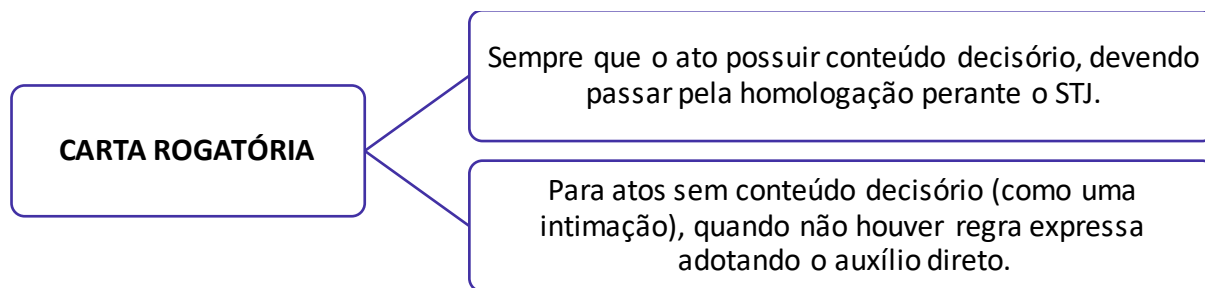 CARTA ROGATÓRIA
Sempre que o ato possuir conteúdo decisório, devendo
passar pela homologação perante o STJ.
Para atos sem conteúdo decisório (como uma
intimação), quando não houver regra expressa
adotando o auxílio direto.